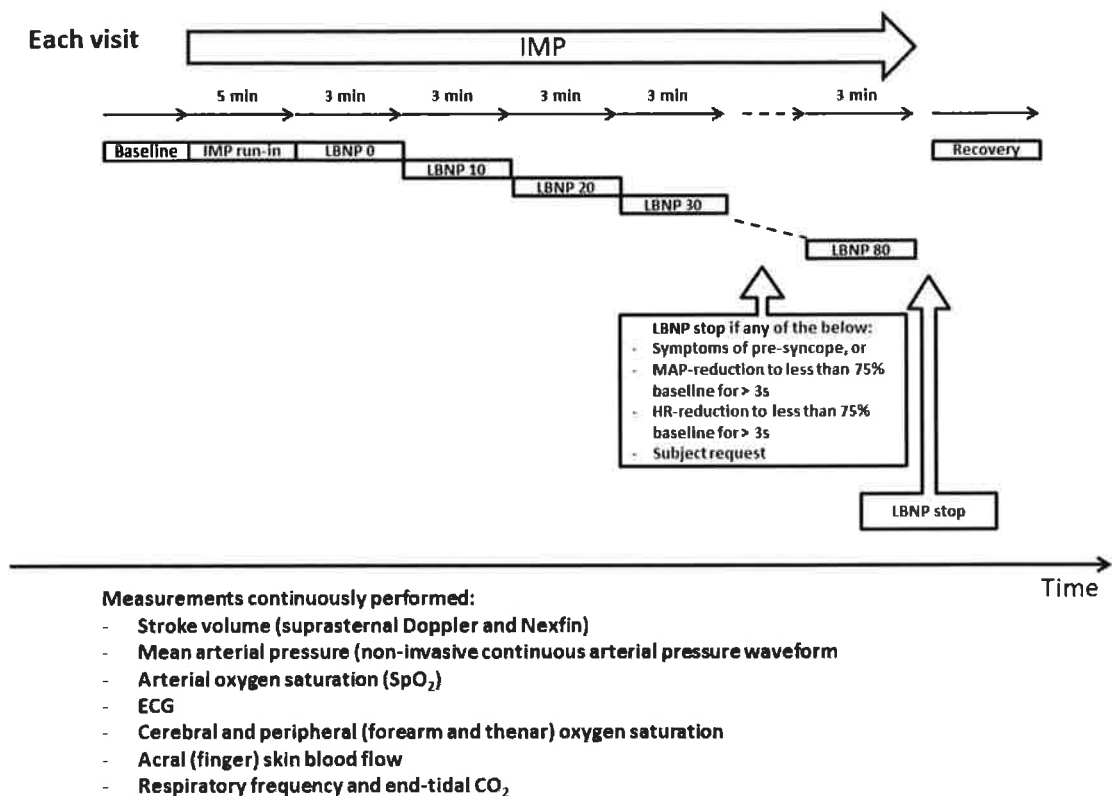 Each visit
IMP
5 min
3 min
3 min
3 min
3 min
3 min
Baseline
IMP run-in
LBNP 0
Recovery
LBNP 10
LBNP 20
LBNP 30
LBNP 80
LBNP stop if any of the below:
- Symptoms of pre-syncope, or
- MAP-reduction to less than 75%
baseline for > 3s
- HR-reduction to less than 75%
baseline for > 3s
- Subject request
LBNP stop
Time
Measurements continuously performed:
- Stroke volume (suprasternal Doppler and Nexfin)
- Mean arterial pressure (non-invasive continuous arterial pressure waveform
- Arterial oxygen saturation (SpO₂)
- ECG
- Cerebral and peripheral (forearm and thenar) oxygen saturation
- Acral (finger) skin blood flow
- Respiratory frequency and end-tidal CO₂